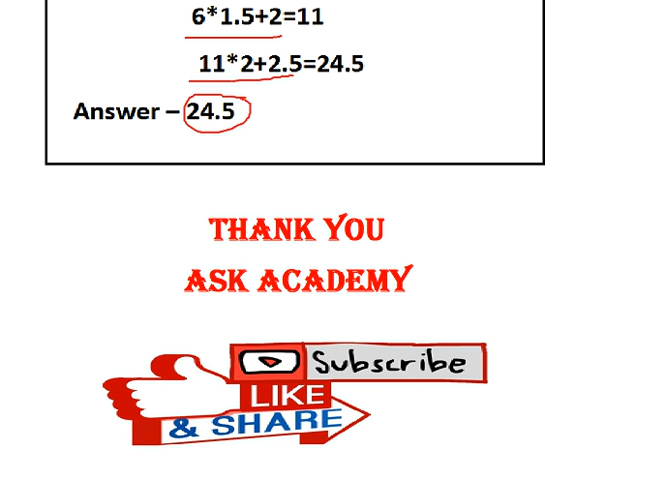 6*1.5+2=11
11*2+2.5=24.5
Answer – 24.5
THANK YOU
ASK ACADEMY
Subscribe
LIKE
& SHARE